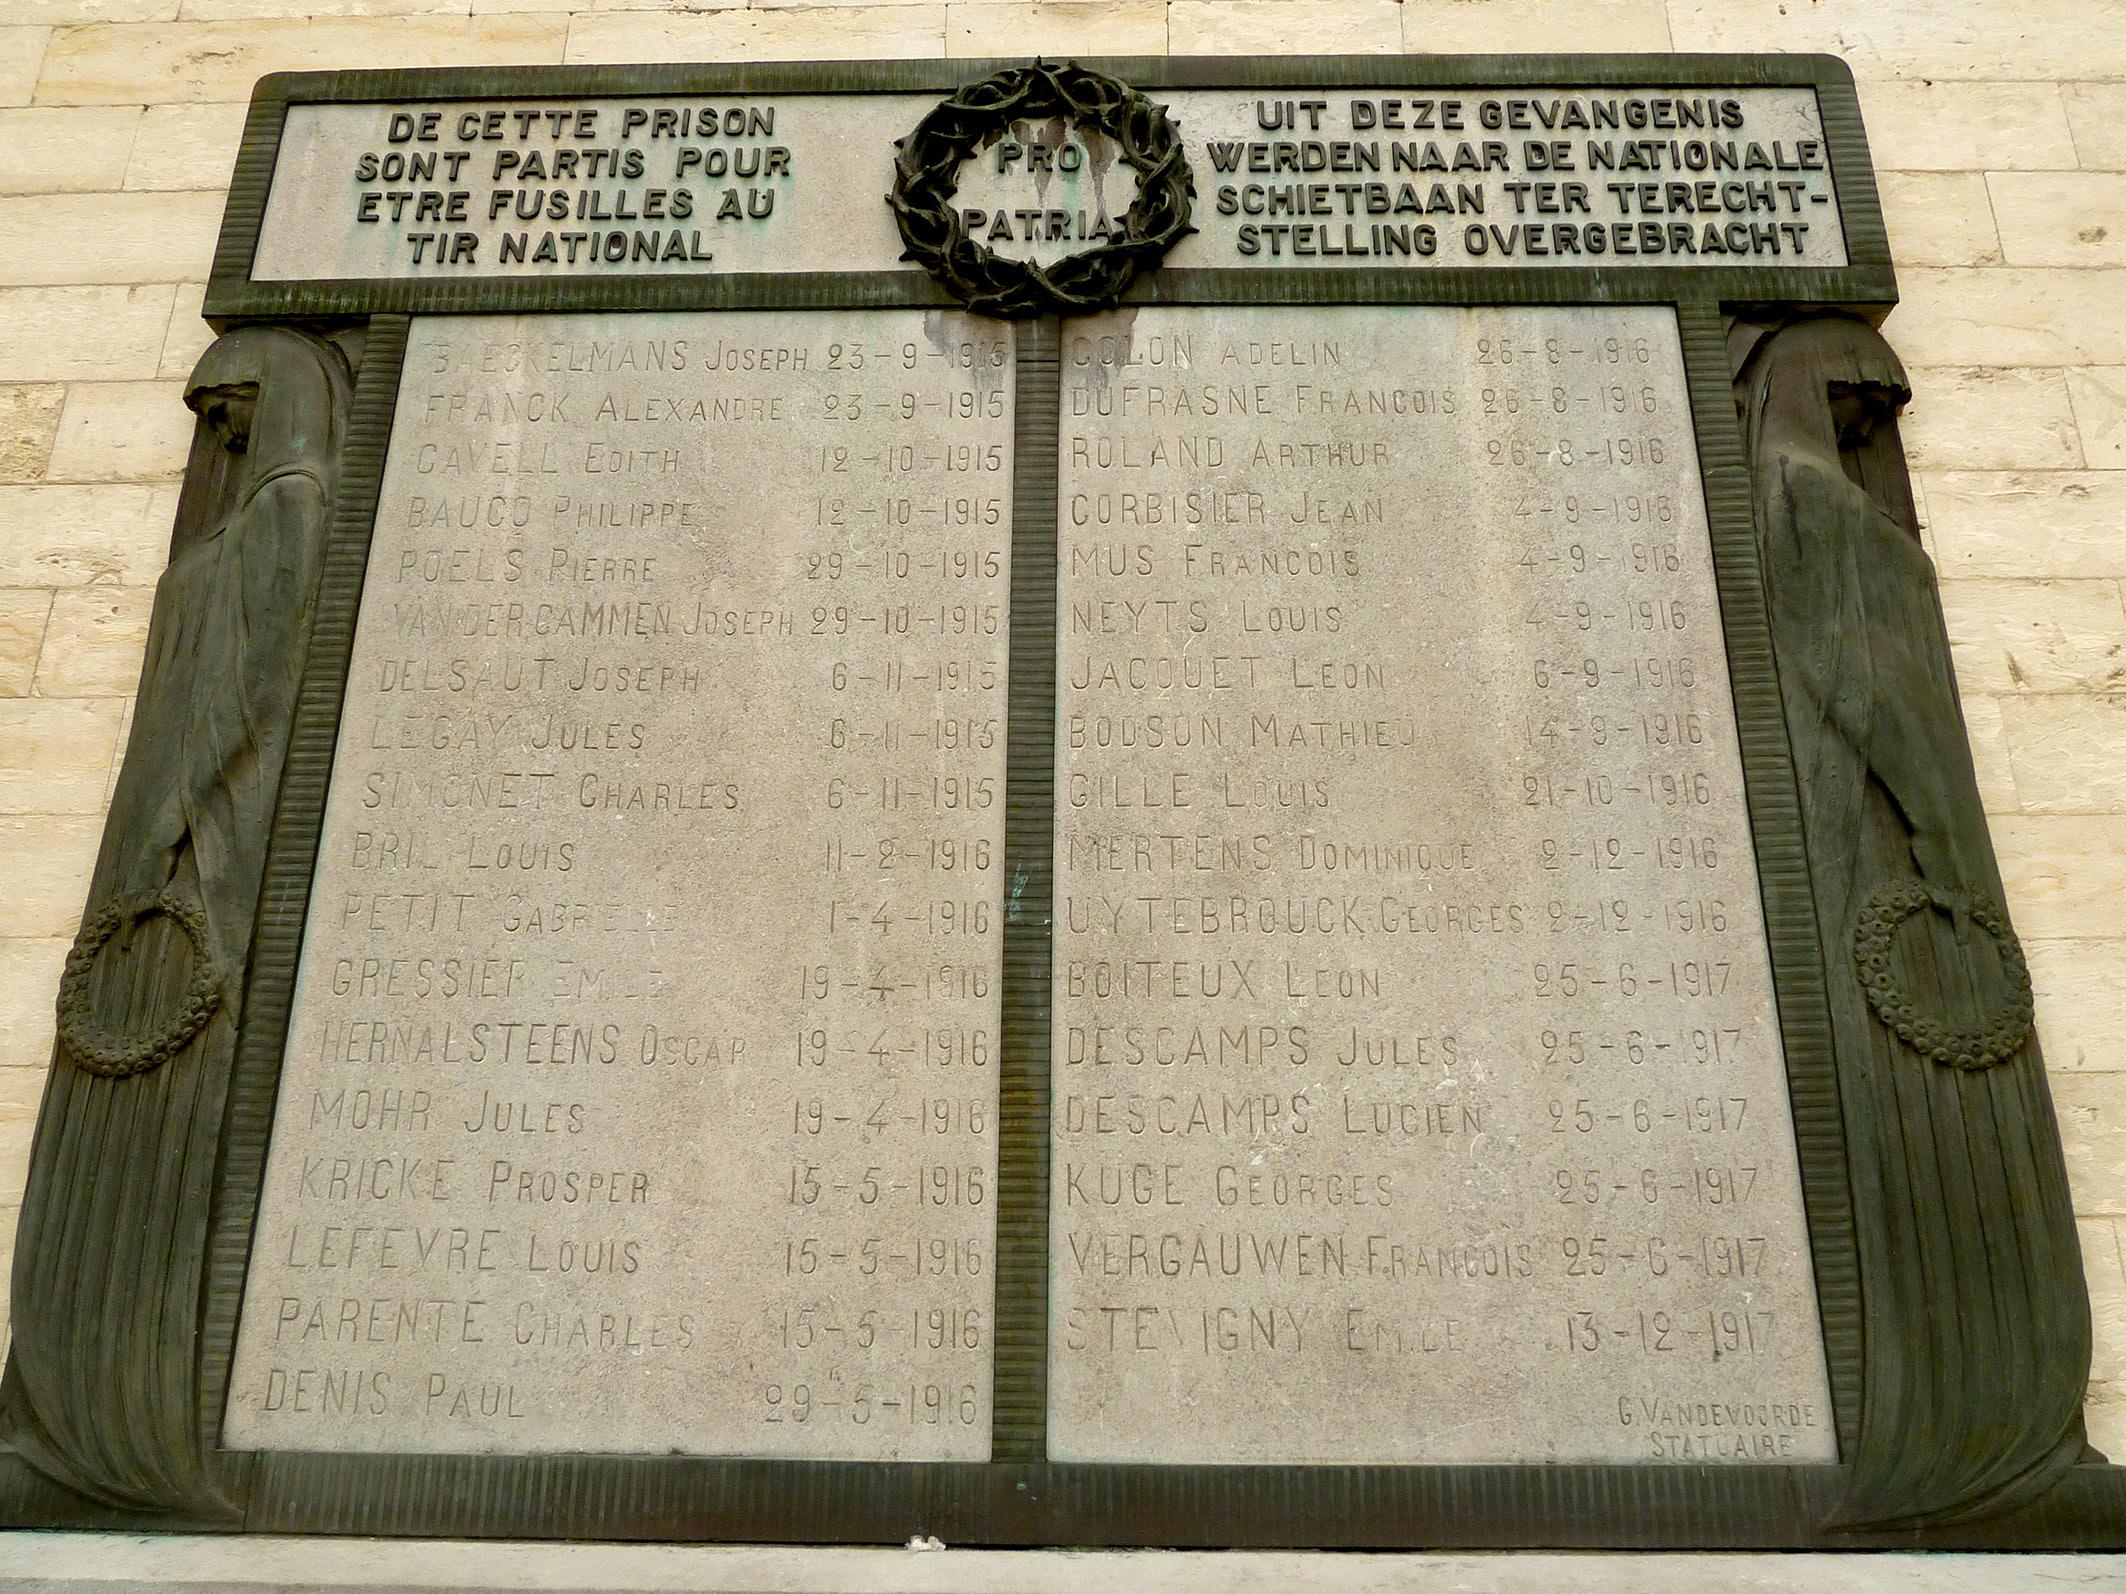 DE CETTE PRISON
SONT PARTIS POUR
ETRE FUSILLES AU
TIR NATIONAL
PRO
PATRIA
UIT DEZE GEVANGENIS
WERDEN NAAR DE NATIONALE
SCHIETBAAN TER TERECHT-
STELLING OVERGEBRACHT
BAECKELMANS JOSEPH 23-9-1915
FRANCK ALEXANDRE 23-9-1915
CAVELL EDITH 12-10-1915
BAUCQ PHILIPPE 12-10-1915
POELS PIERRE 29-10-1915
VAN DER CAMMEN JOSEPH 29-10-1915
DELSAUT JOSEPH 6-11-1915
LEGAY JULES 6-11-1915
SIMONET CHARLES 6-11-1915
BRIL LOUIS 11-2-1916
PETIT GABRIELLE 1-4-1916
GRESSIER EMILE 19-4-1916
HERNALSTEENS OSCAR 19-4-1916
MOHR JULES 19-4-1916
KRICKE PROSPER 15-5-1916
LEFEVRE LOUIS 15-5-1916
PARENTE CHARLES 15-5-1916
DENIS PAUL 29-5-1916
COLON ADELIN 26-8-1916
DUFRASNE FRANCOIS 26-8-1916
ROLAND ARTHUR 26-8-1916
CORBISIER JEAN 4-9-1916
MUS FRANCOIS 4-9-1916
NEYTS LOUIS 4-9-1916
JACQUET LEON 6-9-1916
BODSON MATHIEU 14-9-1916
GILLE LOUIS 21-10-1916
MERTENS DOMINIQUE 2-12-1916
UYTEBROUCK GEORGES 2-12-1916
BOITEUX LEON 25-6-1917
DESCAMPS JULES 25-6-1917
DESCAMPS LUCIEN 25-6-1917
KUGE GEORGES 25-6-1917
VERGAUWEN FRANCOIS 25-6-1917
STEVIGNY EMILE 13-12-1917
G. VANDEVOORDE
STATUAIRE